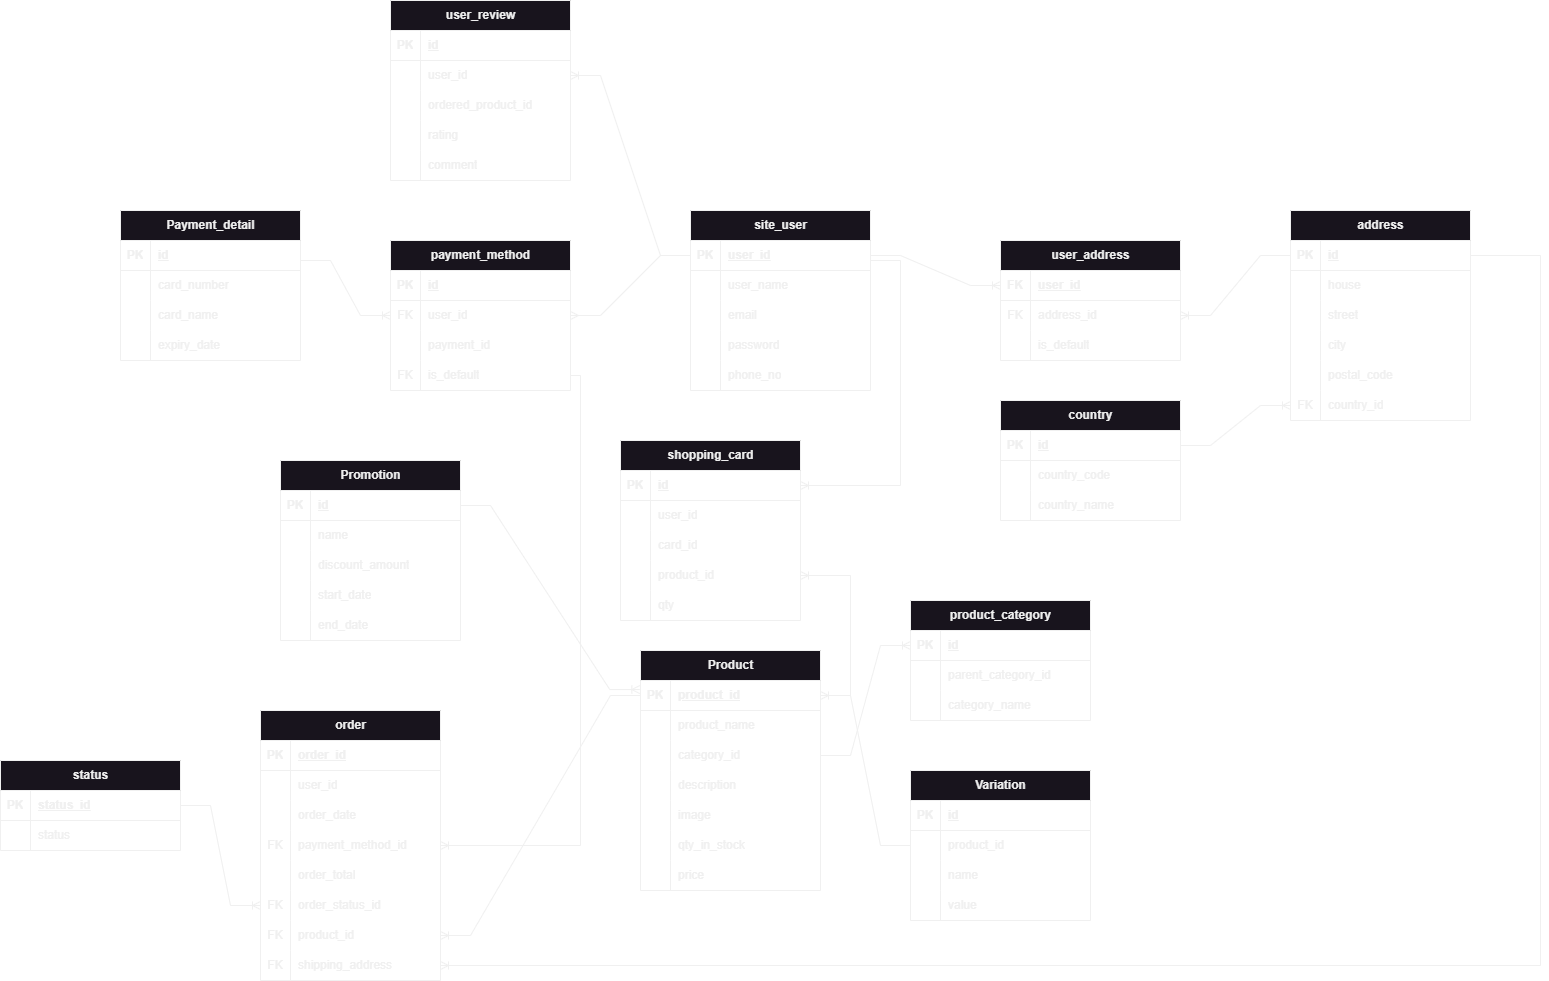 user_review
PK id
user_id
ordered_product_id
rating
comment
Payment_detail
PK id
card_number
card_name
expiry_date
payment_method
PK id
FK user_id
payment_id
FK is_default
site_user
PK user_id
user_name
email
password
phone_no
user_address
FK user_id
FK address_id
is_default
address
PK id
house
street
city
postal_code
FK country_id
country
PK id
country_code
country_name
shopping_card
PK id
user_id
card_id
product_id
qty
Promotion
PK id
name
discount_amount
start_date
end_date
product_category
PK id
parent_category_id
category_name
Product
PK product_id
product_name
category_id
description
image
qty_in_stock
price
order
PK order_id
user_id
order_date
FK payment_method_id
order_total
FK order_status_id
FK product_id
FK shipping_address
status
PK status_id
status
Variation
PK id
product_id
name
value